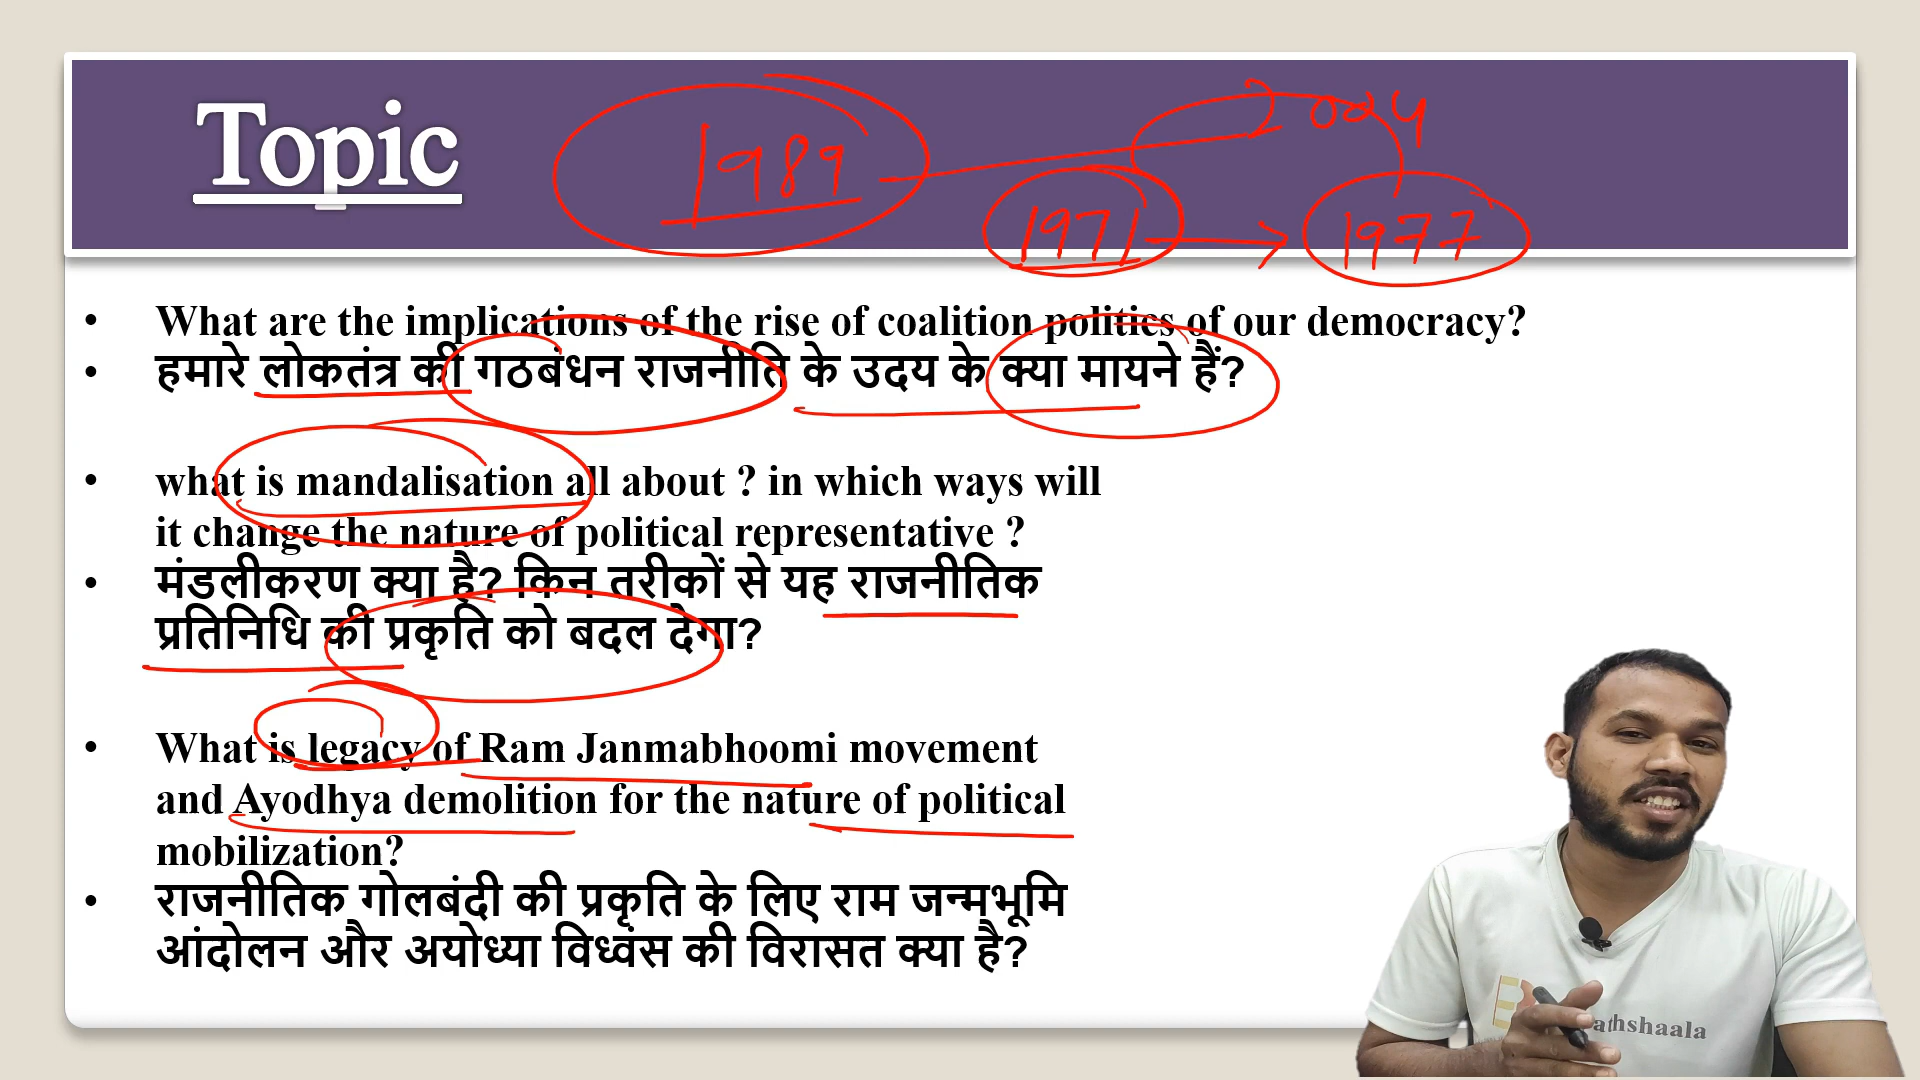 Topic
1989
2024
1971
1977
What are the implications of the rise of coalition politics of our democracy?
हमारे लोकतंत्र की गठबंधन राजनीति के उदय के क्या मायने हैं?
what is mandalisation all about ? in which ways will
it change the nature of political representative ?
मंडलीकरण क्या है? किन तरीकों से यह राजनीतिक
प्रतिनिधि की प्रकृति को बदल देगा?
What is legacy of Ram Janmabhoomi movement
and Ayodhya demolition for the nature of political
mobilization?
राजनीतिक गोलबंदी की प्रकृति के लिए राम जन्मभूमि
आंदोलन और अयोध्या विध्वंस की विरासत क्या है?